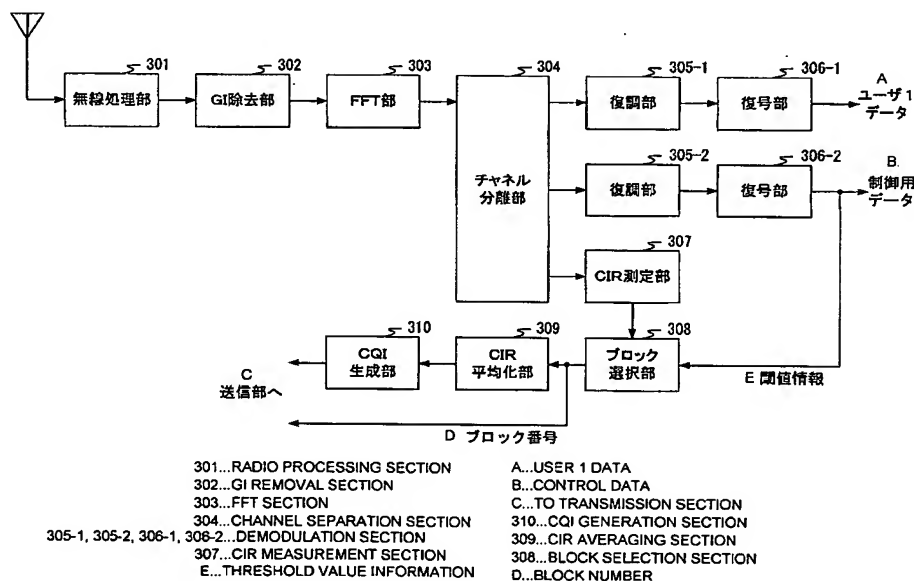 301
302
303
304
305-1
306-1
無線処理部
GI除去部
FFT部
チャネル
分離部
復調部
復号部
A
ユーザ1
データ
305-2
306-2
復調部
復号部
B
制御用
データ
307
CIR測定部
310
309
308
CQI
生成部
CIR
平均化部
ブロック
選択部
C
送信部へ
E 閾値情報
D ブロック番号
301...RADIO PROCESSING SECTION
302...GI REMOVAL SECTION
303...FFT SECTION
304...CHANNEL SEPARATION SECTION
305-1, 305-2, 306-1, 306-2...DEMODULATION SECTION
307...CIR MEASUREMENT SECTION
E...THRESHOLD VALUE INFORMATION
A...USER 1 DATA
B...CONTROL DATA
C...TO TRANSMISSION SECTION
310...CQI GENERATION SECTION
309...CIR AVERAGING SECTION
308...BLOCK SELECTION SECTION
D...BLOCK NUMBER